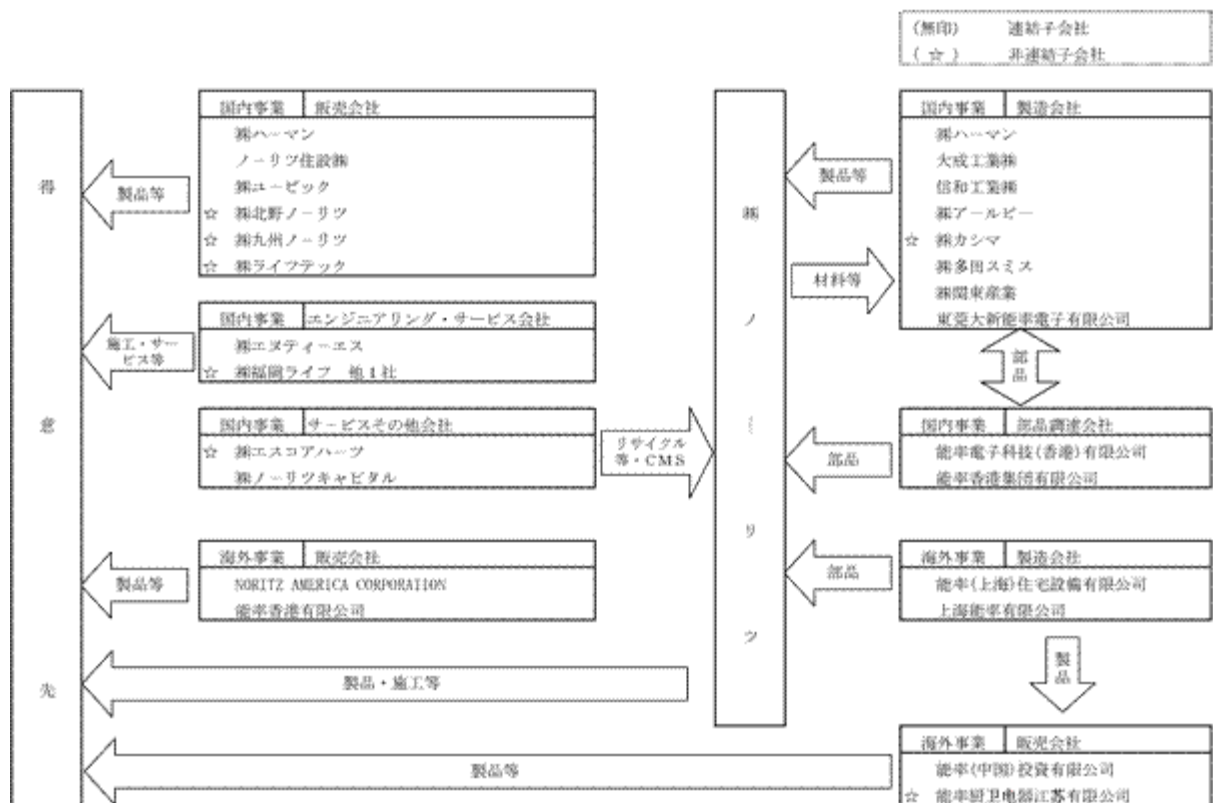 (無印) 連結子会社
(☆) 非連結子会社
得意先
国内事業 販売会社
㈱ハーマン
ノーリツ住設㈱
㈱ユービック
☆ ㈱北野ノーリツ
☆ ㈱九州ノーリツ
☆ ㈱ライフテック
製品等
国内事業 エンジニアリング・サービス会社
㈱エヌティーエス
☆ ㈱福岡ライフ 他1社
施工・サー
ビス等
国内事業 サービスその他会社
☆ ㈱エスコアハーツ
㈱ノーリツキャピタル
リサイクル
等・CMS
海外事業 販売会社
NORITZ AMERICA CORPORATION
能率香港有限公司
製品等
製品・施工等
製品等
㈱ノーリツ
製品等
材料等
国内事業 製造会社
㈱ハーマン
大成工業㈱
信和工業㈱
㈱アールビー
☆ ㈱カシマ
㈱多田スミス
㈱関東産業
東莞大新能率電子有限公司
部品
国内事業 部品調達会社
能率電子科技(香港)有限公司
能率香港集団有限公司
部品
海外事業 製造会社
能率(上海)住宅設備有限公司
上海能率有限公司
部品
製品
海外事業 販売会社
能率(中国)投資有限公司
☆ 能率厨卫电器江苏有限公司